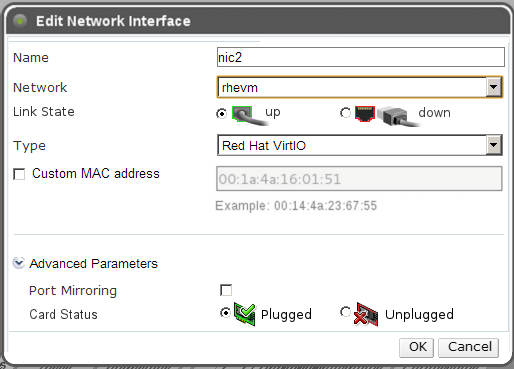 Edit Network Interface
Name nic2
Network rhevm
Link State up down
Type Red Hat VirtIO
Custom MAC address 00:1a:4a:16:01:51
Example: 00:14:4a:23:67:55
Advanced Parameters
Port Mirroring
Card Status Plugged Unplugged
OK Cancel